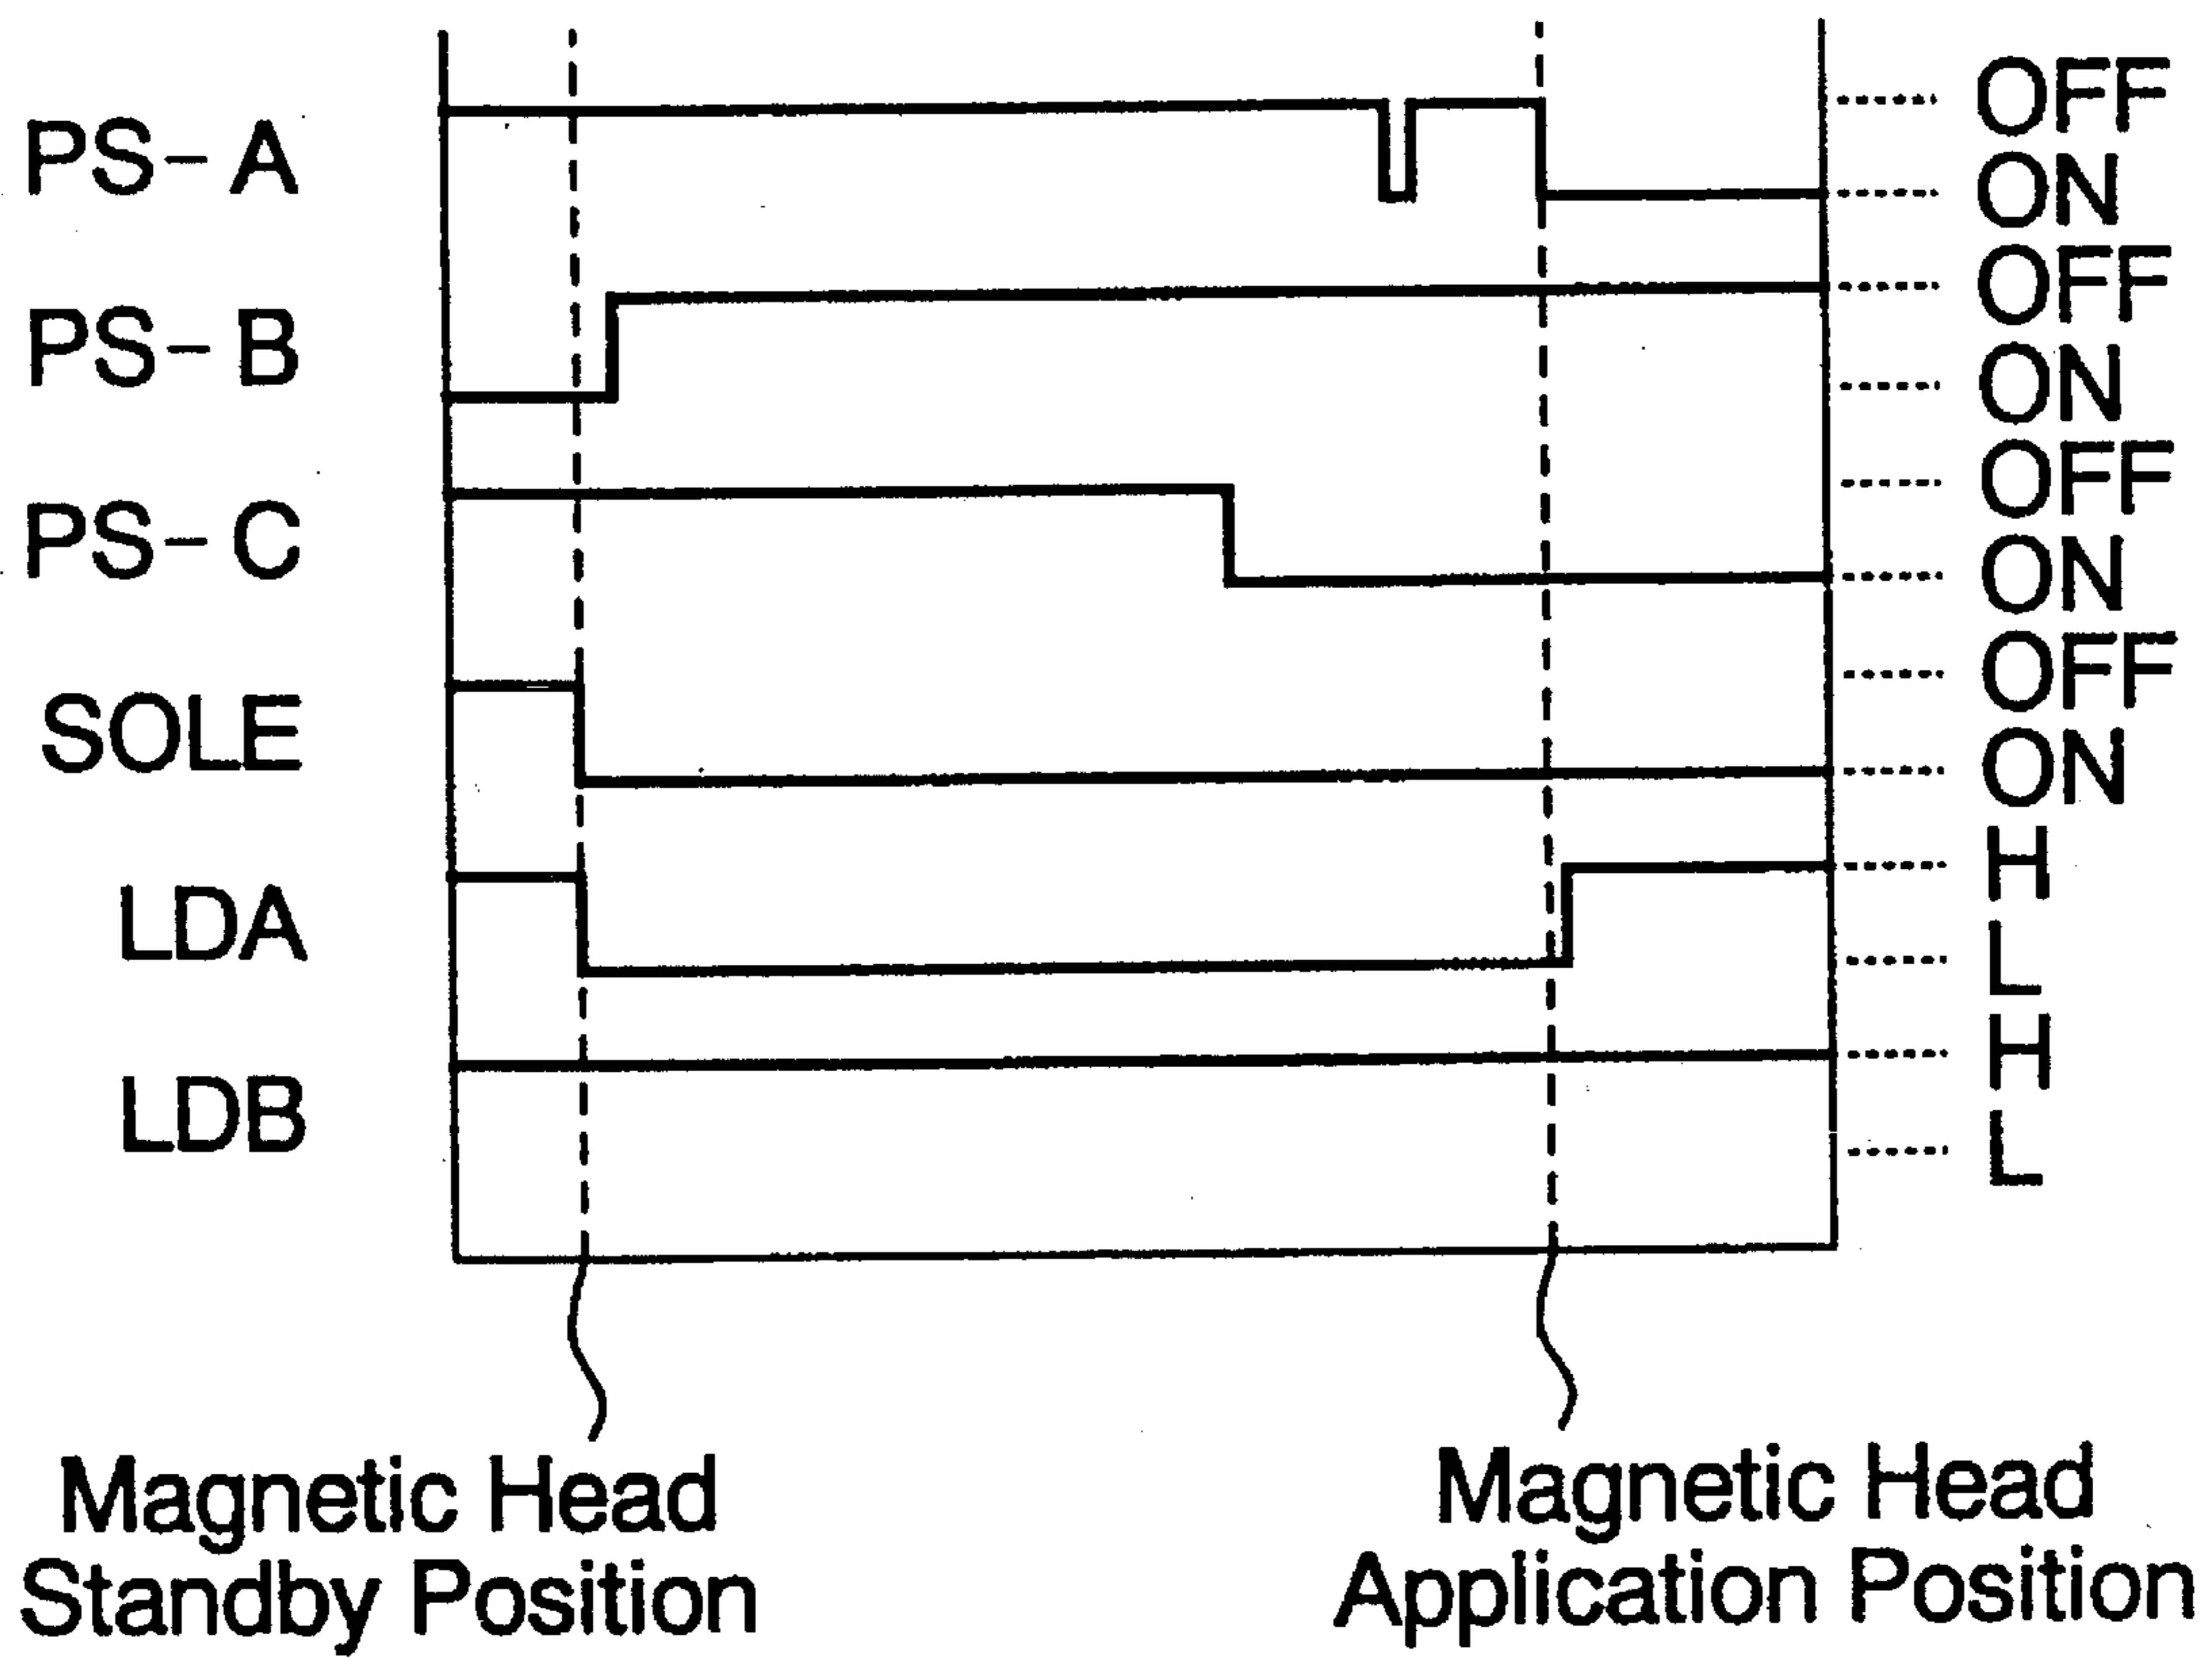 PS-A
OFF
ON
PS-B
OFF
ON
PS-C
OFF
ON
SOLE
OFF
ON
LDA
H
L
LDB
H
L
Magnetic Head
Standby Position
Magnetic Head
Application Position